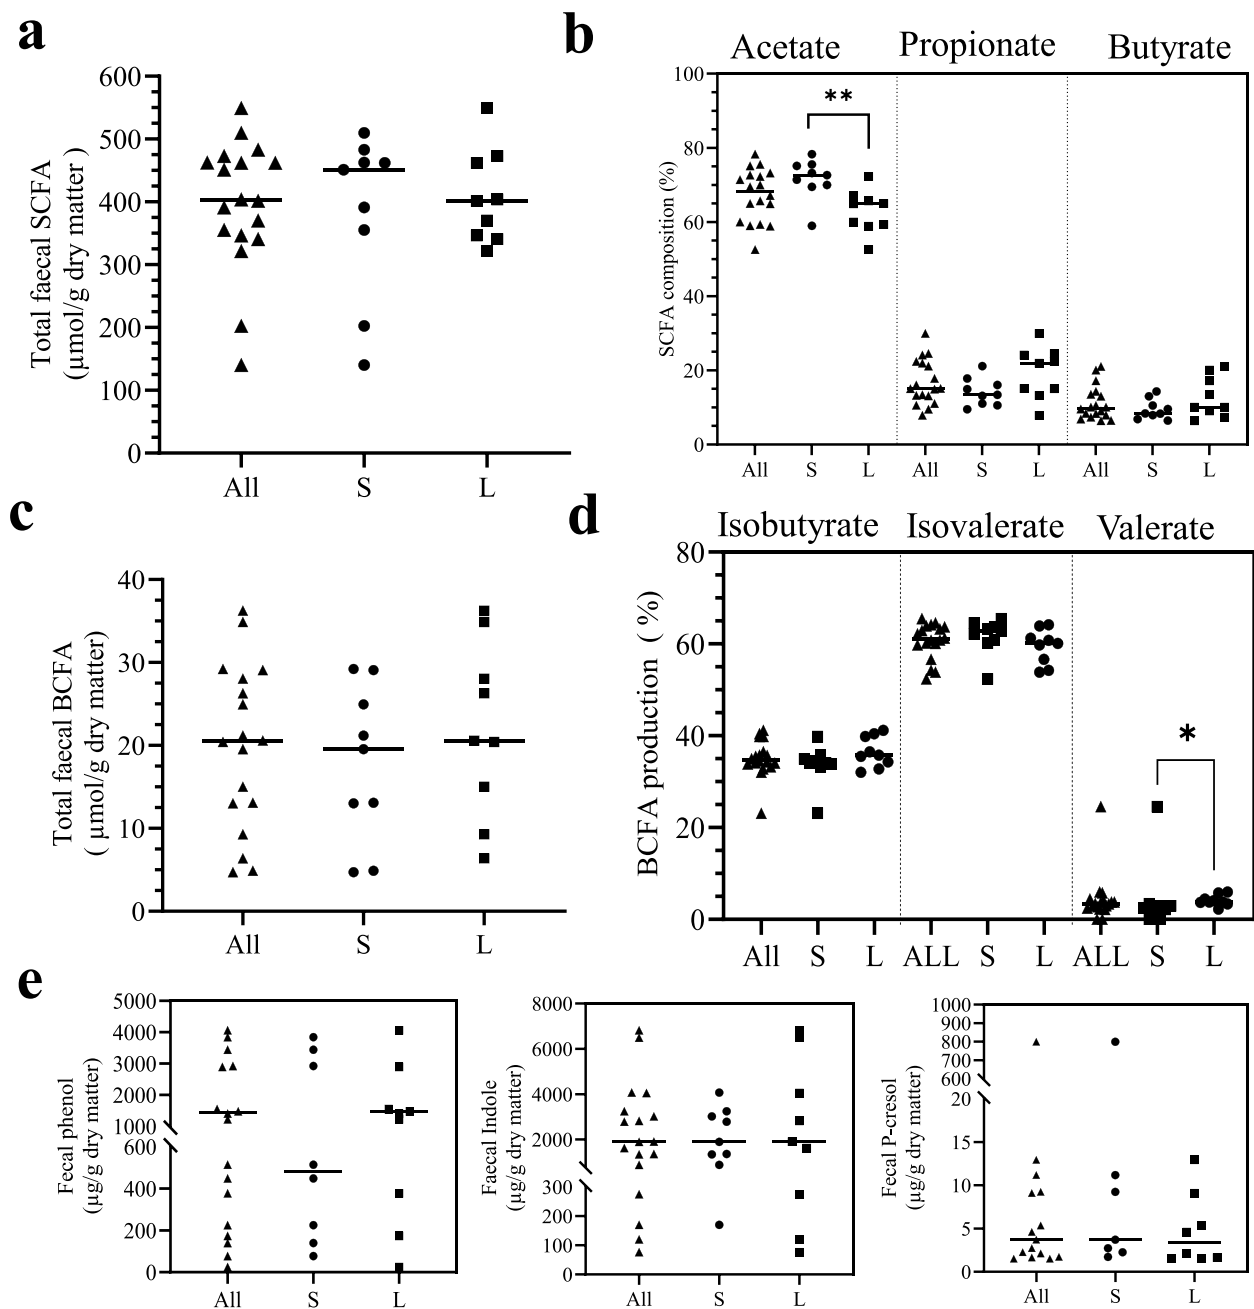 a
Total faecal SCFA
(μmol/g dry matter )
600
500
400
300
200
100
0
All S L
b
Acetate Propionate Butyrate
SCFA composition (%)
100
80
60
40
20
0
**
All S L All S L All S L
c
Total faecal BCFA
( μmol/g dry matter)
40
30
20
10
0
All S L
d
Isobutyrate Isovalerate Valerate
BCFA production ( %)
80
60
40
20
0
*
All S L ALL S L ALL S L
e
Fecal phenol
(μg/g dry matter)
5000
4000
3000
2000
1000
600
400
200
0
All S L
Faecal Indole
(μg/g dry matter)
8000
6000
4000
2000
300
200
100
0
All S L
Fecal P-cresol
(μg/g dry matter)
1000
900
800
700
600
20
15
10
5
0
All S L